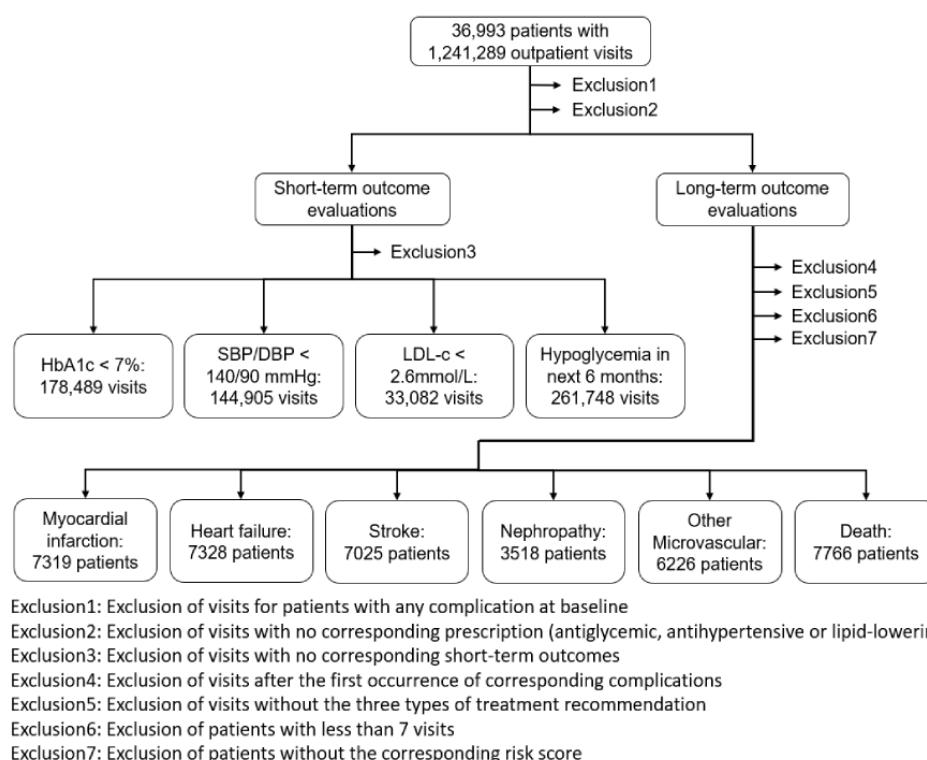 36,993 patients with
1,241,289 outpatient visits
Exclusion1
Exclusion2
Short-term outcome
evaluations
Long-term outcome
evaluations
Exclusion3
Exclusion4
Exclusion5
Exclusion6
Exclusion7
HbA1c < 7%:
178,489 visits
SBP/DBP <
140/90 mmHg:
144,905 visits
LDL-c <
2.6mmol/L:
33,082 visits
Hypoglycemia in
next 6 months:
261,748 visits
Myocardial
infarction:
7319 patients
Heart failure:
7328 patients
Stroke:
7025 patients
Nephropathy:
3518 patients
Other
Microvascular:
6226 patients
Death:
7766 patients
Exclusion1: Exclusion of visits for patients with any complication at baseline
Exclusion2: Exclusion of visits with no corresponding prescription (antiglycemic, antihypertensive or lipid-lowerin
Exclusion3: Exclusion of visits with no corresponding short-term outcomes
Exclusion4: Exclusion of visits after the first occurrence of corresponding complications
Exclusion5: Exclusion of visits without the three types of treatment recommendation
Exclusion6: Exclusion of patients with less than 7 visits
Exclusion7: Exclusion of patients without the corresponding risk score